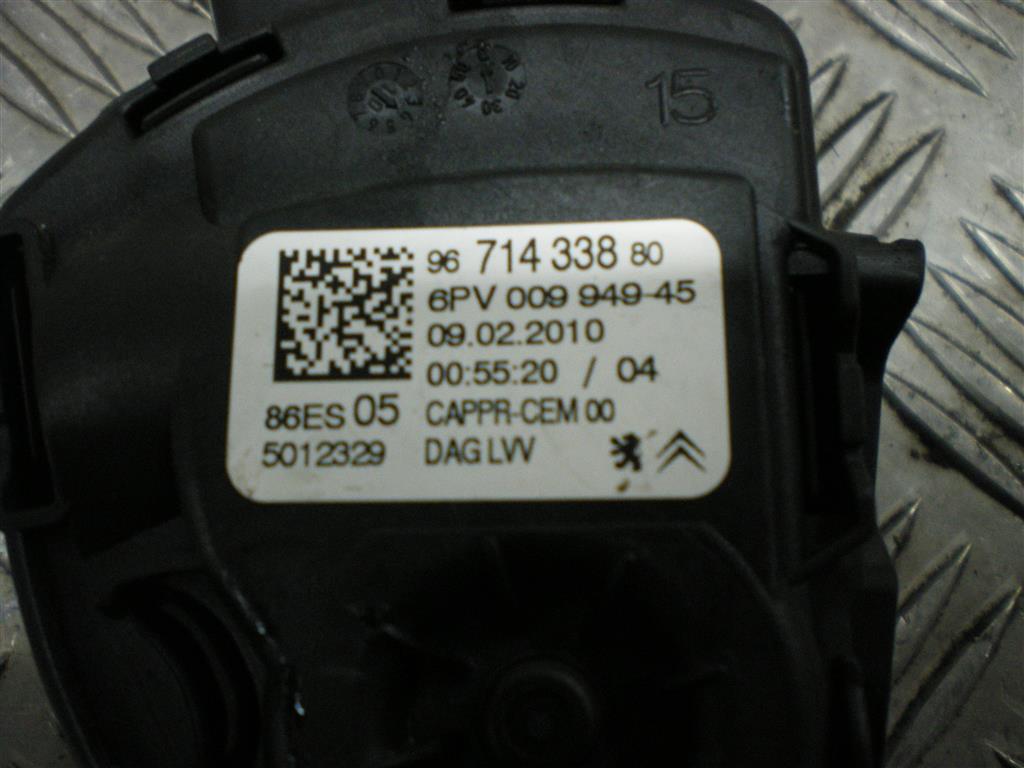 15
96 714 338 80
6PV 009 949-45
09.02.2010
00:55:20 / 04
86ES 05 CAPPR-CEM 00
5012329 DAG LVV